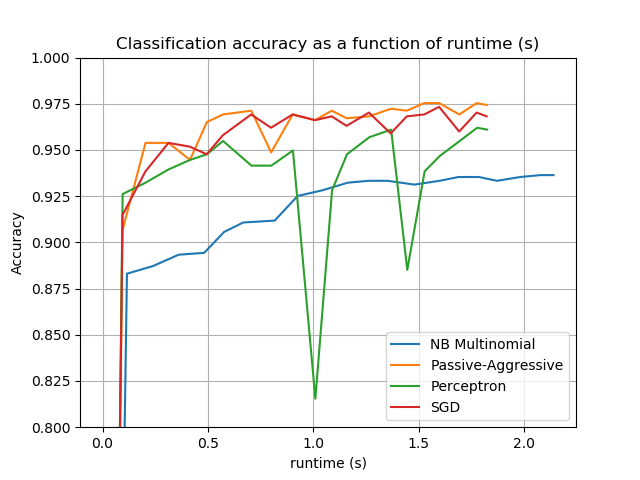 Classification accuracy as a function of runtime (s)
1.000
0.975
0.950
0.925
0.900
0.875
0.850
0.825
0.800
Accuracy
0.0 0.5 1.0 1.5 2.0
runtime (s)
NB Multinomial
Passive-Aggressive
Perceptron
SGD